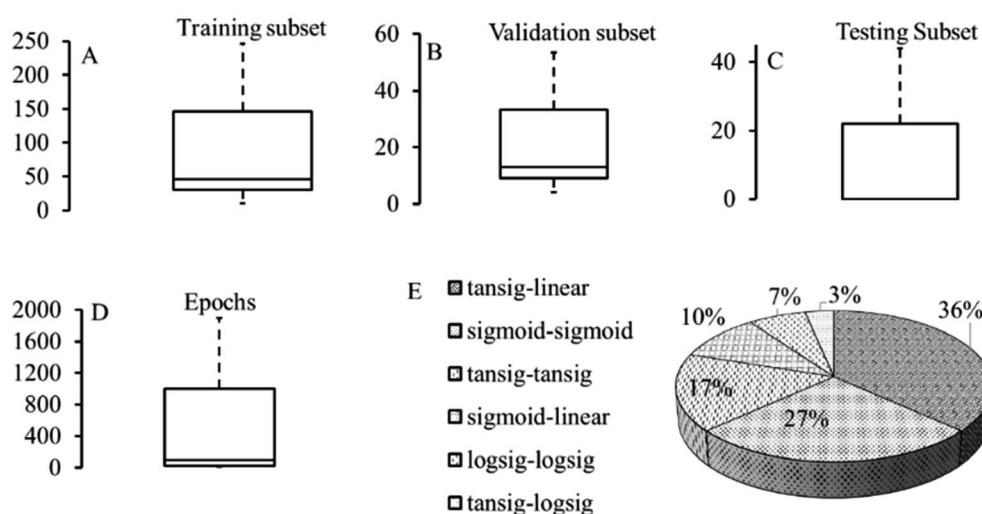 A
Training subset
250
200
150
100
50
0
B
Validation subset
60
40
20
0
C
Testing Subset
40
20
0
D
Epochs
2000
1600
1200
800
400
0
E
tansig-linear
sigmoid-sigmoid
tansig-tansig
sigmoid-linear
logsig-logsig
tansig-logsig
36%
27%
17%
10%
7%
3%